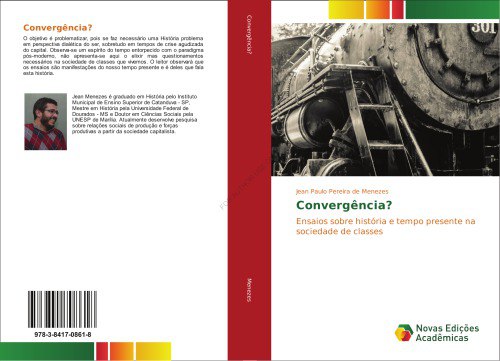 Convergência?
O objetivo é problematizar, pois se faz necessário uma História problema
em perspectiva dialética do ser, sobretudo em tempos de crise agudizada
do capital. Observa-se um espírito do tempo entorpecido com o paradigma
pós-moderno, não apresenta-se aqui o elixir mas questionamentos
necessários na sociedade de classes que vivemos. O leitor observará que
os ensaios são manifestações do nosso tempo presente e é deles que fala
esta história.
Jean Menezes é graduado em História pelo Instituto
Municipal de Ensino Superior de Catanduva - SP,
Mestre em História pela Universidade Federal de
Dourados - MS e Doutor em Ciências Sociais pela
UNESP de Marília. Atualmente desenvolve pesquisa
sobre relações sociais de produção e forças
produtivas a partir da sociedade capitalista.
978-3-8417-0861-8
Convergência?
Menezes
301
Jean Paulo Pereira de Menezes
Convergência?
Ensaios sobre história e tempo presente na
sociedade de classes
Novas Edições
Acadêmicas